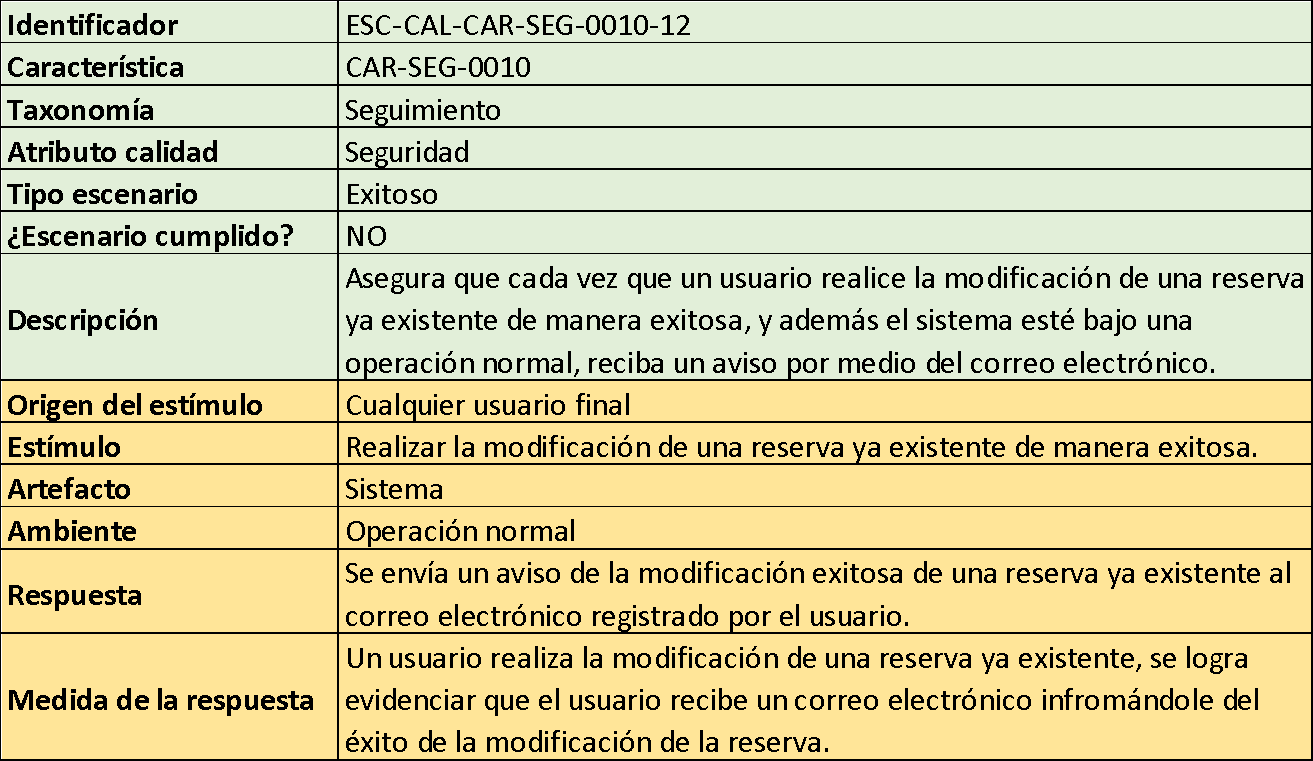 Identificador ESC-CAL-CAR-SEG-0010-12
Característica CAR-SEG-0010
Taxonomía Seguimiento
Atributo calidad Seguridad
Tipo escenario Exitoso
¿Escenario cumplido? NO
Descripción
Asegura que cada vez que un usuario realice la modificación de una reserva
ya existente de manera exitosa, y además el sistema esté bajo una
operación normal, reciba un aviso por medio del correo electrónico.
Origen del estímulo Cualquier usuario final
Estímulo Realizar la modificación de una reserva ya existente de manera exitosa.
Artefacto Sistema
Ambiente Operación normal
Respuesta
Se envía un aviso de la modificación exitosa de una reserva ya existente al
correo electrónico registrado por el usuario.
Medida de la respuesta
Un usuario realiza la modificación de una reserva ya existente, se logra
evidenciar que el usuario recibe un correo electrónico infromándole del
éxito de la modificación de la reserva.